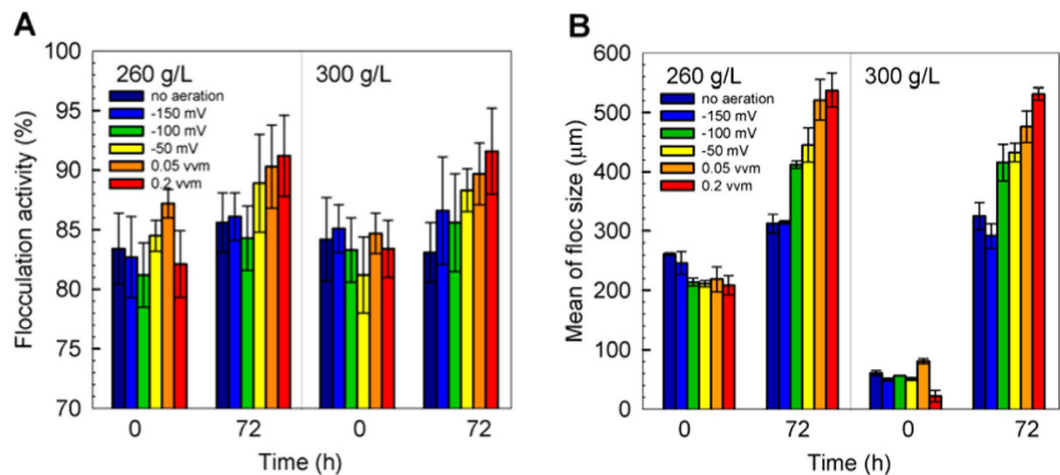 A
Flocculation activity (%)
100
95
90
85
80
75
70
260 g/L
300 g/L
no aeration
-150 mV
-100 mV
-50 mV
0.05 vvm
0.2 vvm
0
72
0
72
Time (h)
B
Mean of floc size (μm)
600
500
400
300
200
100
0
260 g/L
300 g/L
no aeration
-150 mV
-100 mV
-50 mV
0.05 vvm
0.2 vvm
0
72
0
72
Time (h)